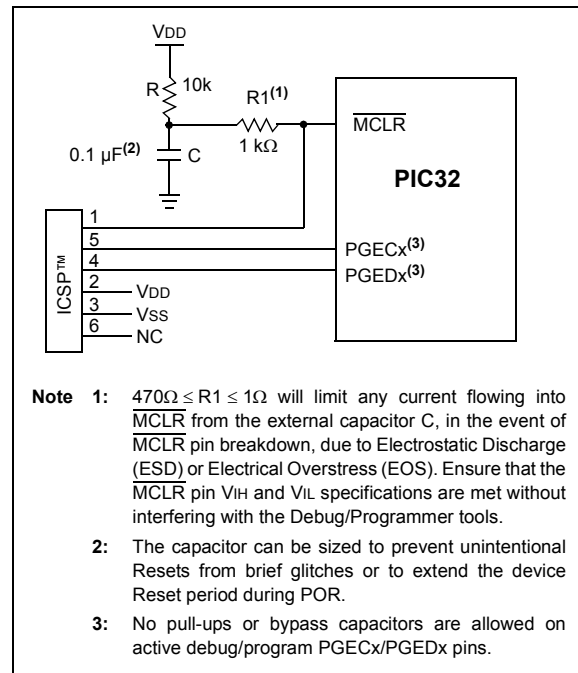 VDD
R 10k
R1(1)
1 kΩ
0.1 µF(2) C
MCLR
PIC32
ICSP™
1
5
4
2
3
6
PGECx(3)
PGEDx(3)
VDD
VSS
NC
Note 1: 470Ω ≤ R1 ≤ 1Ω will limit any current flowing into
MCLR from the external capacitor C, in the event of
MCLR pin breakdown, due to Electrostatic Discharge
(ESD) or Electrical Overstress (EOS). Ensure that the
MCLR pin VIH and VIL specifications are met without
interfering with the Debug/Programmer tools.
2: The capacitor can be sized to prevent unintentional
Resets from brief glitches or to extend the device
Reset period during POR.
3: No pull-ups or bypass capacitors are allowed on
active debug/program PGECx/PGEDx pins.